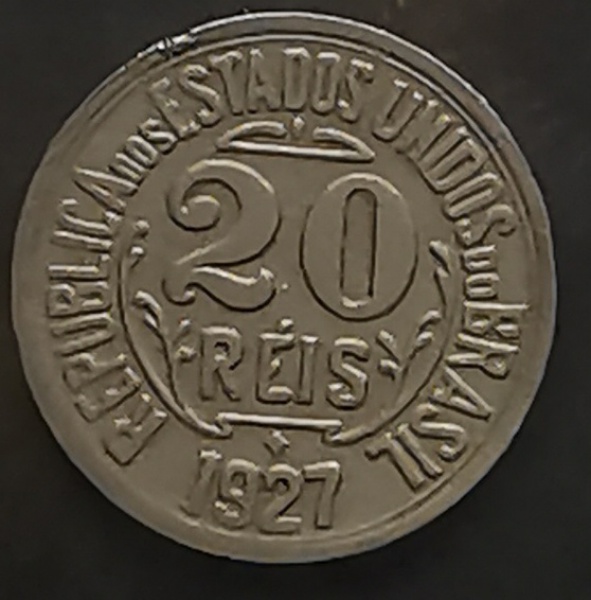 REPUBLICA DOS ESTADOS UNIDOS DO BRASIL
20
RÉIS
1927